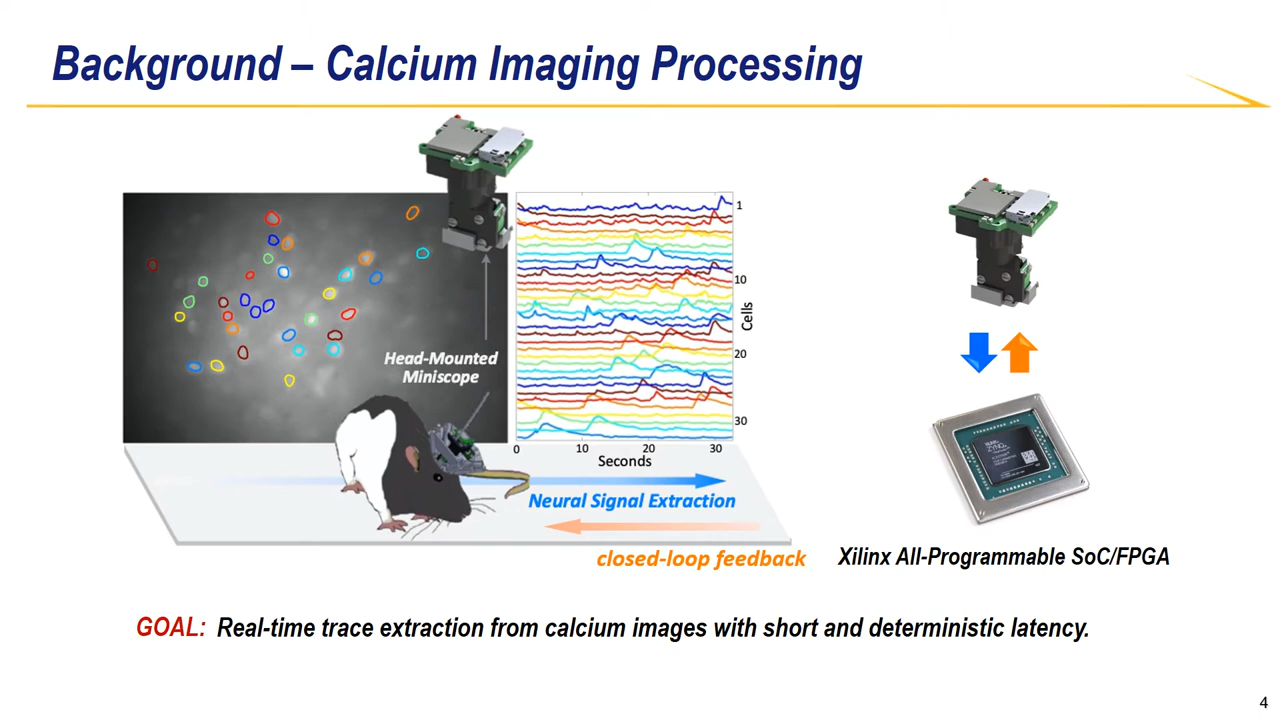 Background – Calcium Imaging Processing
Head-Mounted
Miniscope
1
10
20
30
Cells
0
10
20
30
Seconds
Neural Signal Extraction
closed-loop feedback
ZYNQ
Xilinx All-Programmable SoC/FPGA
GOAL: Real-time trace extraction from calcium images with short and deterministic latency.
4